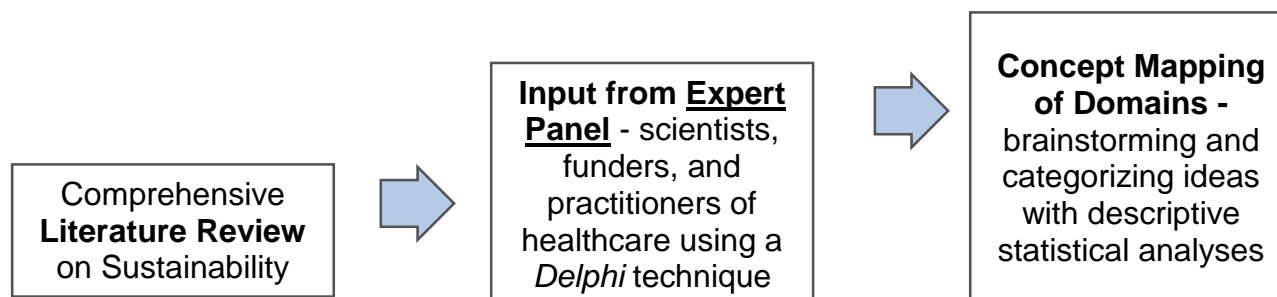 Comprehensive
Literature Review
on Sustainability
Input from Expert
Panel - scientists,
funders, and
practitioners of
healthcare using a
Delphi technique
Concept Mapping
of Domains -
brainstorming and
categorizing ideas
with descriptive
statistical analyses